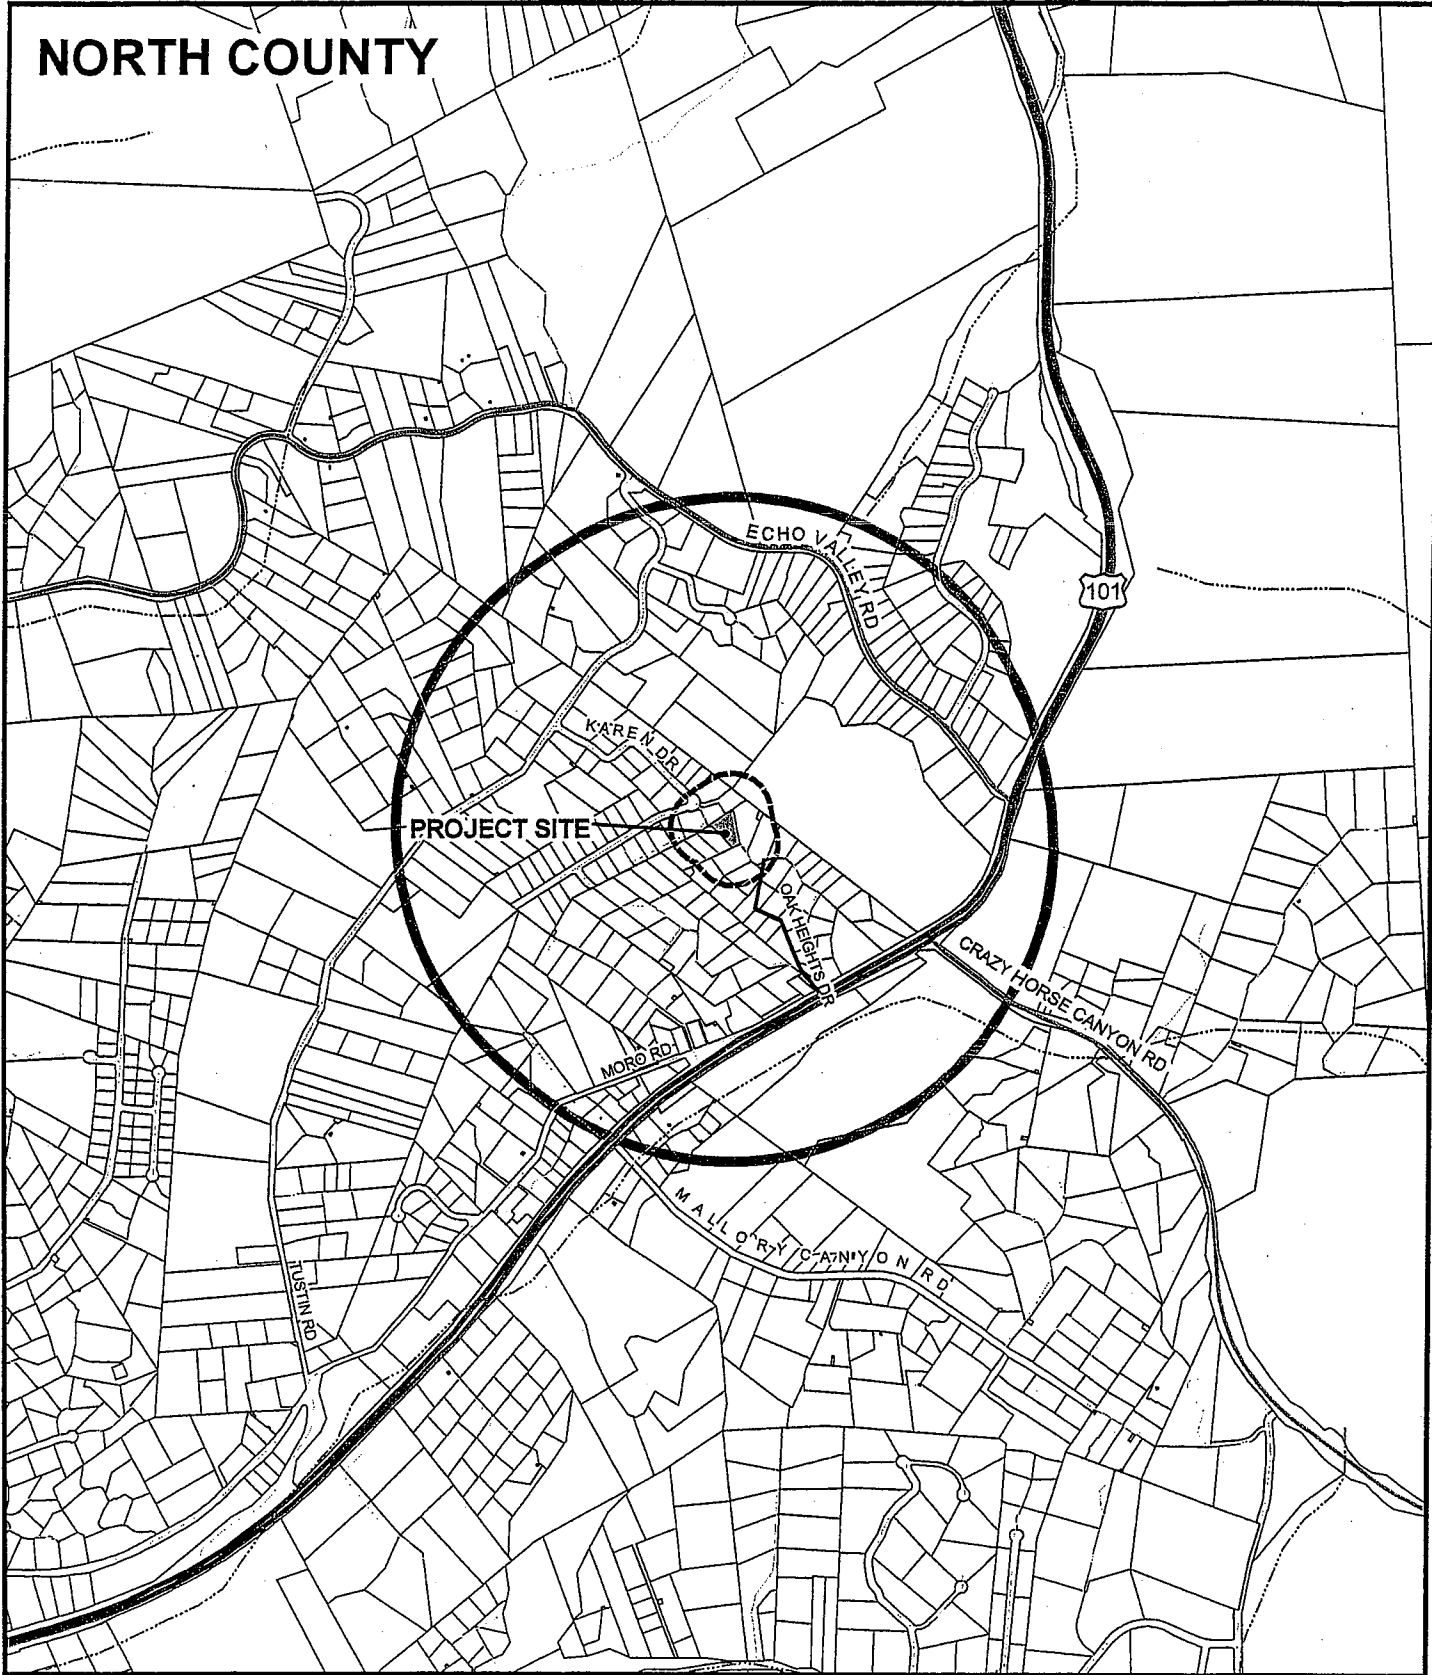 NORTH COUNTY
ECHO VALLEY RD
101
KAREN DR
PROJECT SITE
OAK HEIGHTS DR
CRAZY HORSE CANYON RD
MORO RD
MALLORY CANYON RD
TUSTIN RD